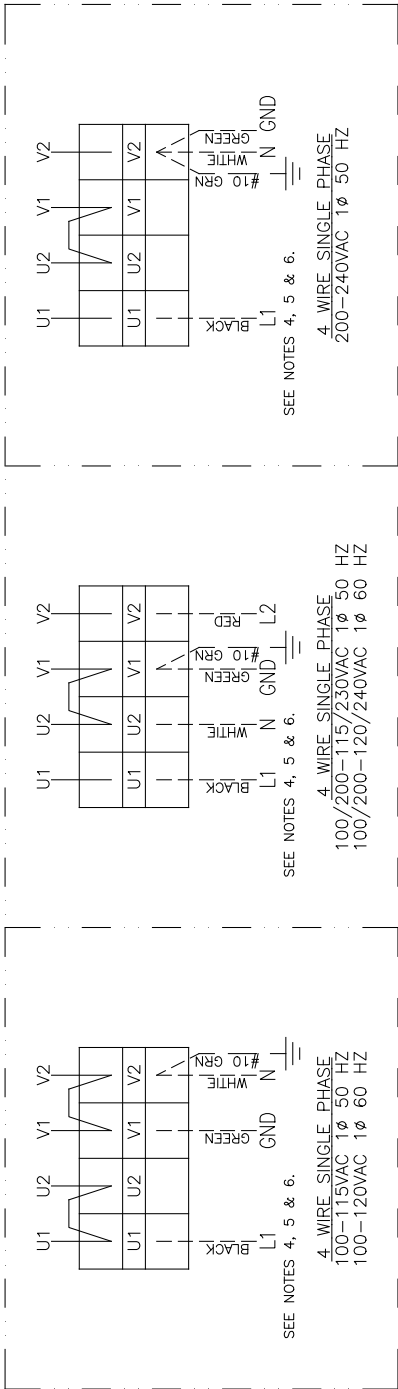 U1 U2 V1 V2
U1 U2 V1 V2
BLACK
GREEN
WHTIE
#10 GRN
L1 GND N
SEE NOTES 4, 5 & 6.
4 WIRE SINGLE PHASE
100-115VAC 1ø 50 HZ
100-120VAC 1ø 60 HZ
U1 U2 V1 V2
U1 U2 V1 V2
BLACK
WHTIE
GREEN
#10 GRN
RED
L1 N GND L2
SEE NOTES 4, 5 & 6.
4 WIRE SINGLE PHASE
100/200-115/230VAC 1ø 50 HZ
100/200-120/240VAC 1ø 60 HZ
U1 U2 V1 V2
U1 U2 V1 V2
BLACK
#10 GRN
WHTIE
GREEN
L1 N GND
SEE NOTES 4, 5 & 6.
4 WIRE SINGLE PHASE
200-240VAC 1ø 50 HZ